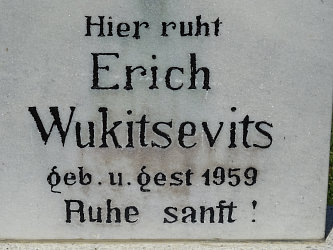 Hier ruht
Erich
Wukitsevits
geb. u. gest 1959
Ruhe sanft !